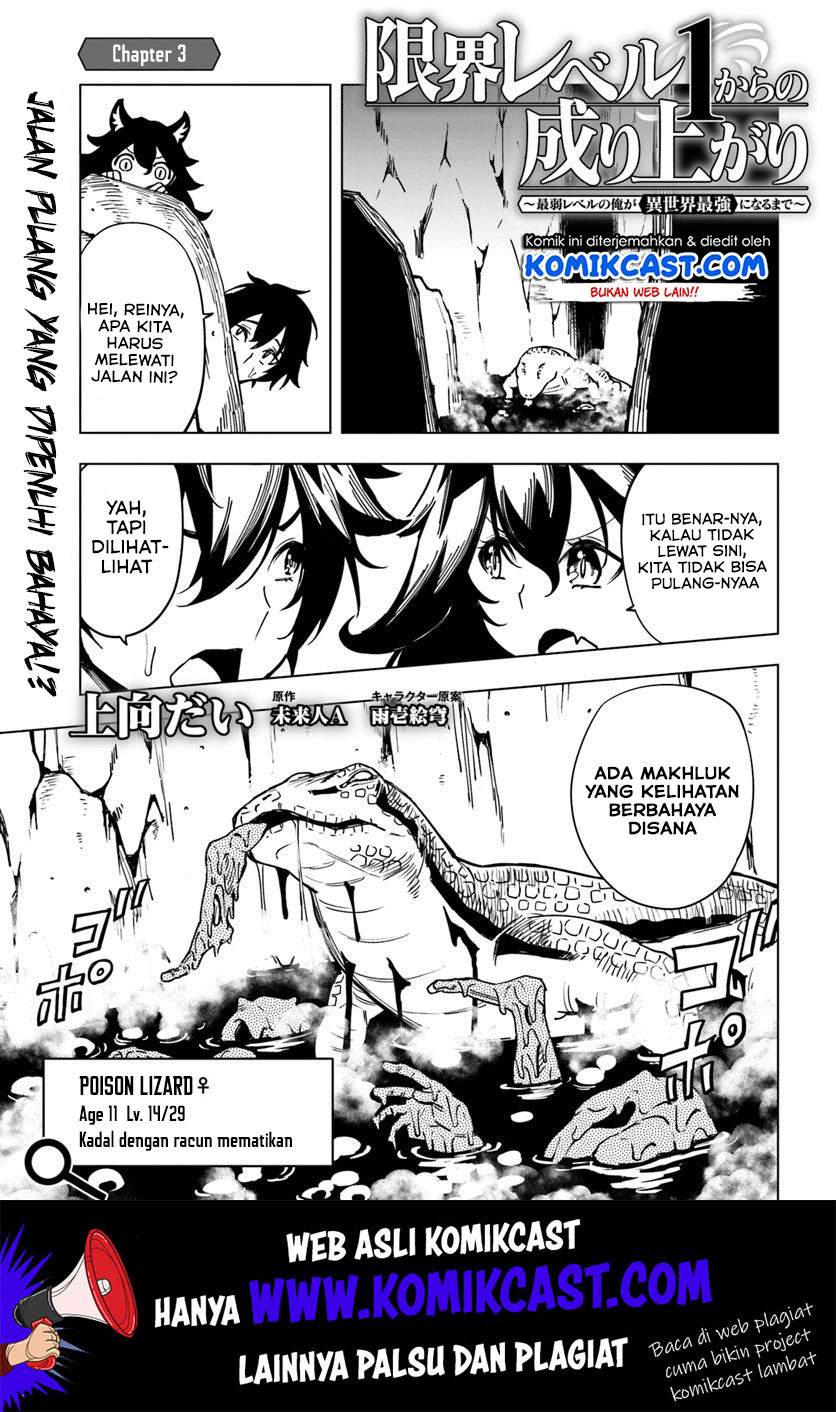 Chapter 3
限界レベル1からの
成り上がり
～最弱レベルの俺が異世界最強になるまで～
Komik ini diterjemahkan & diedit oleh
KOMIKCAST.COM
BUKAN WEB LAIN!!
JALAN PULANG YANG DIPENUHI BAHAYA!?
HEI, REINYA,
APA KITA
HARUS
MELEWATI
JALAN INI?
ITU BENAR-NYA,
KALAU TIDAK
LEWAT SINI,
KITA TIDAK BISA
PULANG-NYAA
YAH,
TAPI
DILIHAT-
LIHAT
上向だい
原作
未来人A
キャラクター原案
雨壱絵穹
ADA MAKHLUK
YANG KELIHATAN
BERBAHAYA
DISANA
ゴポ
ゴポ
POISON LIZARD♀
Age 11 Lv. 14/29
Kadal dengan racun mematikan
WEB ASLI KOMIKCAST
HANYA WWW.KOMIKCAST.COM
LAINNYA PALSU DAN PLAGIAT
Baca di web plagiat
cuma bikin project
komikcast lambat